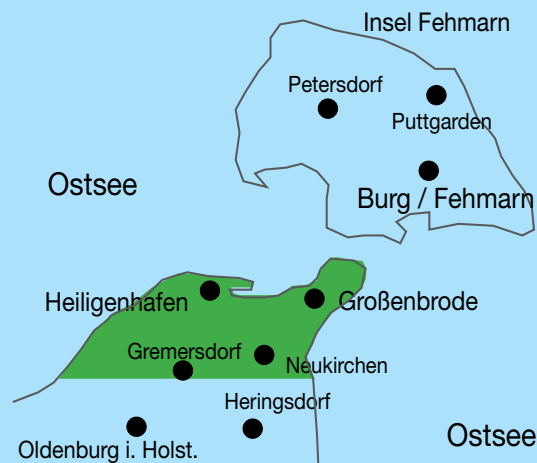 Insel Fehmarn
Petersdorf
Puttgarden
Ostsee
Burg / Fehmarn
Heiligenhafen
Großenbrode
Gremersdorf
Neukirchen
Heringsdorf
Oldenburg i. Holst.
Ostsee